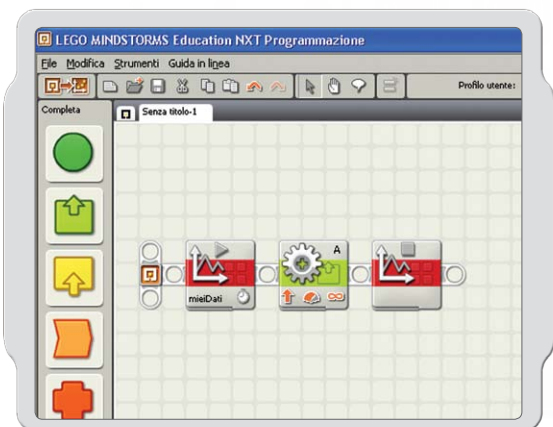 LEGO MINDSTORMS Education NXT Programmazione
File Modifica Strumenti Guida in linea
Profilo utente:
Completa
Senza titolo-1
A
mieiDati